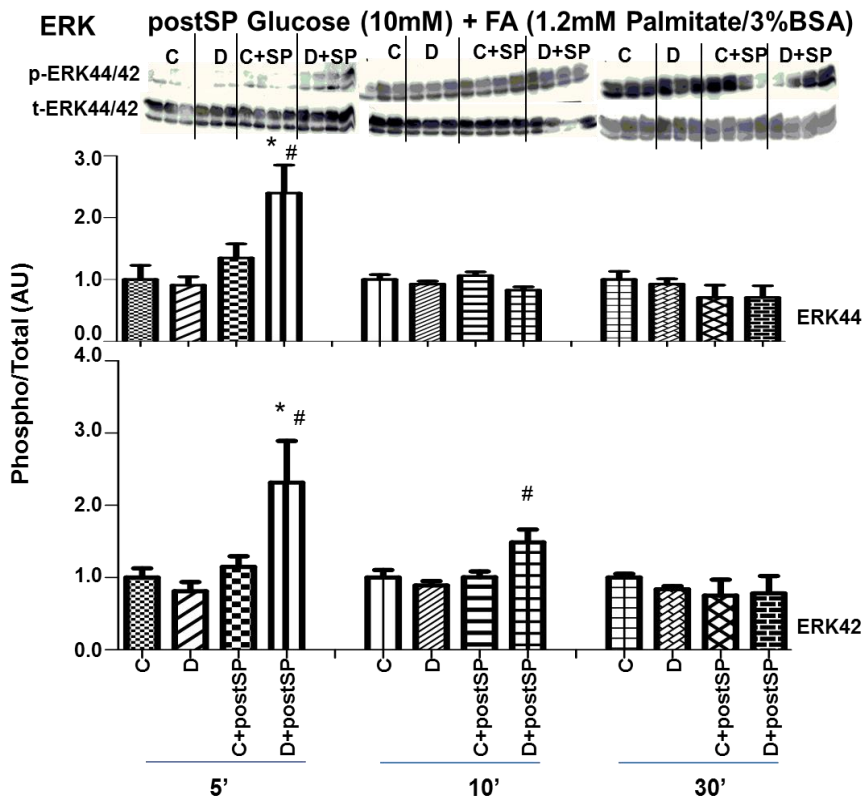 ERK postSP Glucose (10mM) + FA (1.2mM Palmitate/3%BSA)
C D C+SP D+SP C D C+SP D+SP C D C+SP D+SP
p-ERK44/42
t-ERK44/42
* #
3.0
2.0
1.0
0.0
ERK44
Phospho/Total (AU)
4.0
* #
3.0
#
2.0
1.0
0.0
ERK42
C D C+postSP D+postSP C D C+postSP D+postSP C D C+postSP D+postSP
5’ 10’ 30’